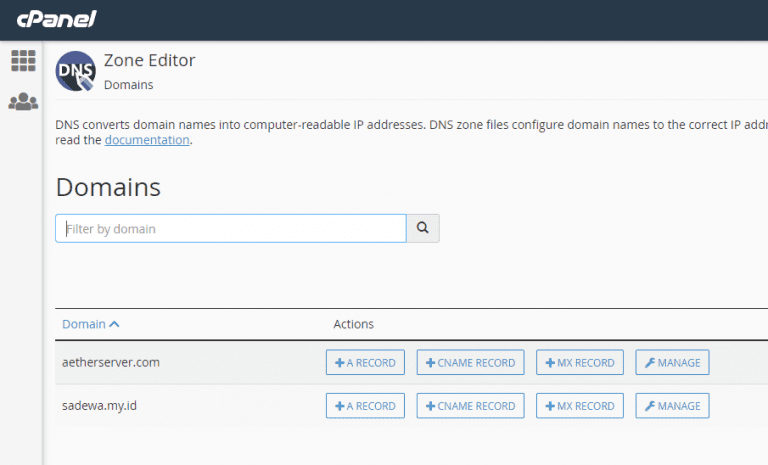 cPanel
DNS
Zone Editor
Domains
DNS converts domain names into computer-readable IP addresses. DNS zone files configure domain names to the correct IP
read the documentation.
Domains
Filter by domain
Domain Actions
aetherserver.com A RECORD CNAME RECORD MX RECORD MANAGE
sadewa.my.id A RECORD CNAME RECORD MX RECORD MANAGE